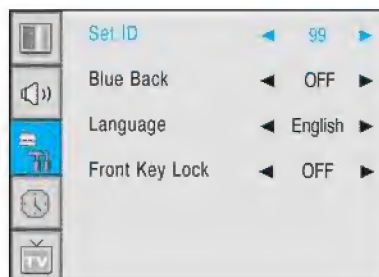 Set ID 99
Blue Back OFF
Language English
Front Key Lock OFF
TV